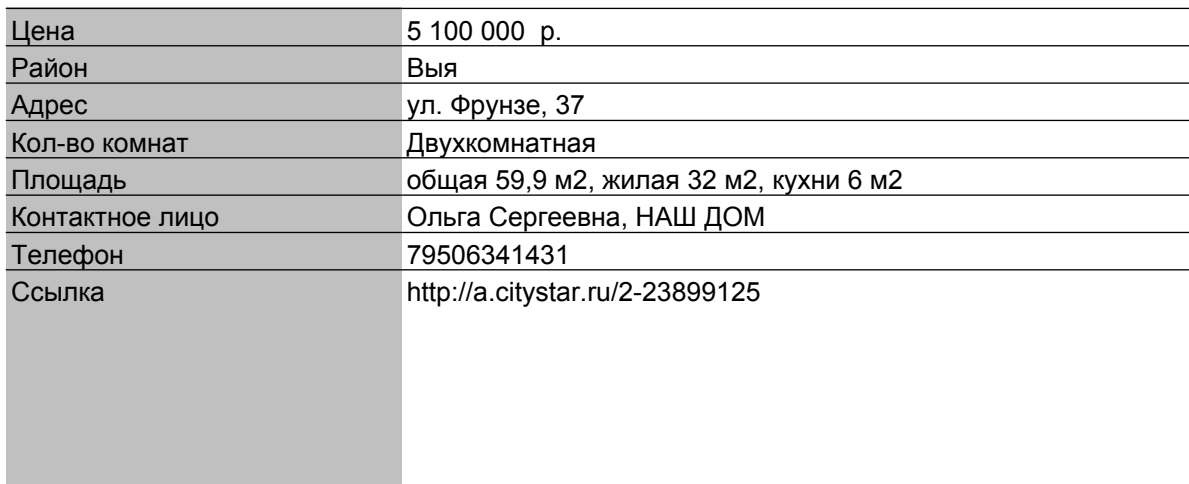 Цена 5 100 000 р.
Район Выя
Адрес ул. Фрунзе, 37
Кол-во комнат Двухкомнатная
Площадь общая 59,9 м2, жилая 32 м2, кухни 6 м2
Контактное лицо Ольга Сергеевна, НАШ ДОМ
Телефон 79506341431
Ссылка http://a.citystar.ru/2-23899125